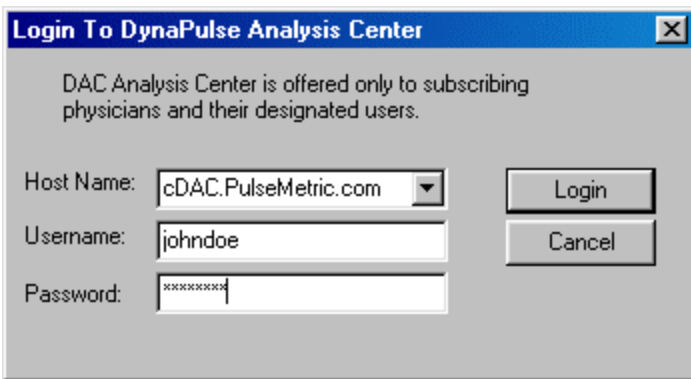 Login To DynaPulse Analysis Center
DAC Analysis Center is offered only to subscribing
physicians and their designated users.
Host Name: cDAC.PulseMetric.com Login
Username: johndoe Cancel
Password: xxxxxxxx